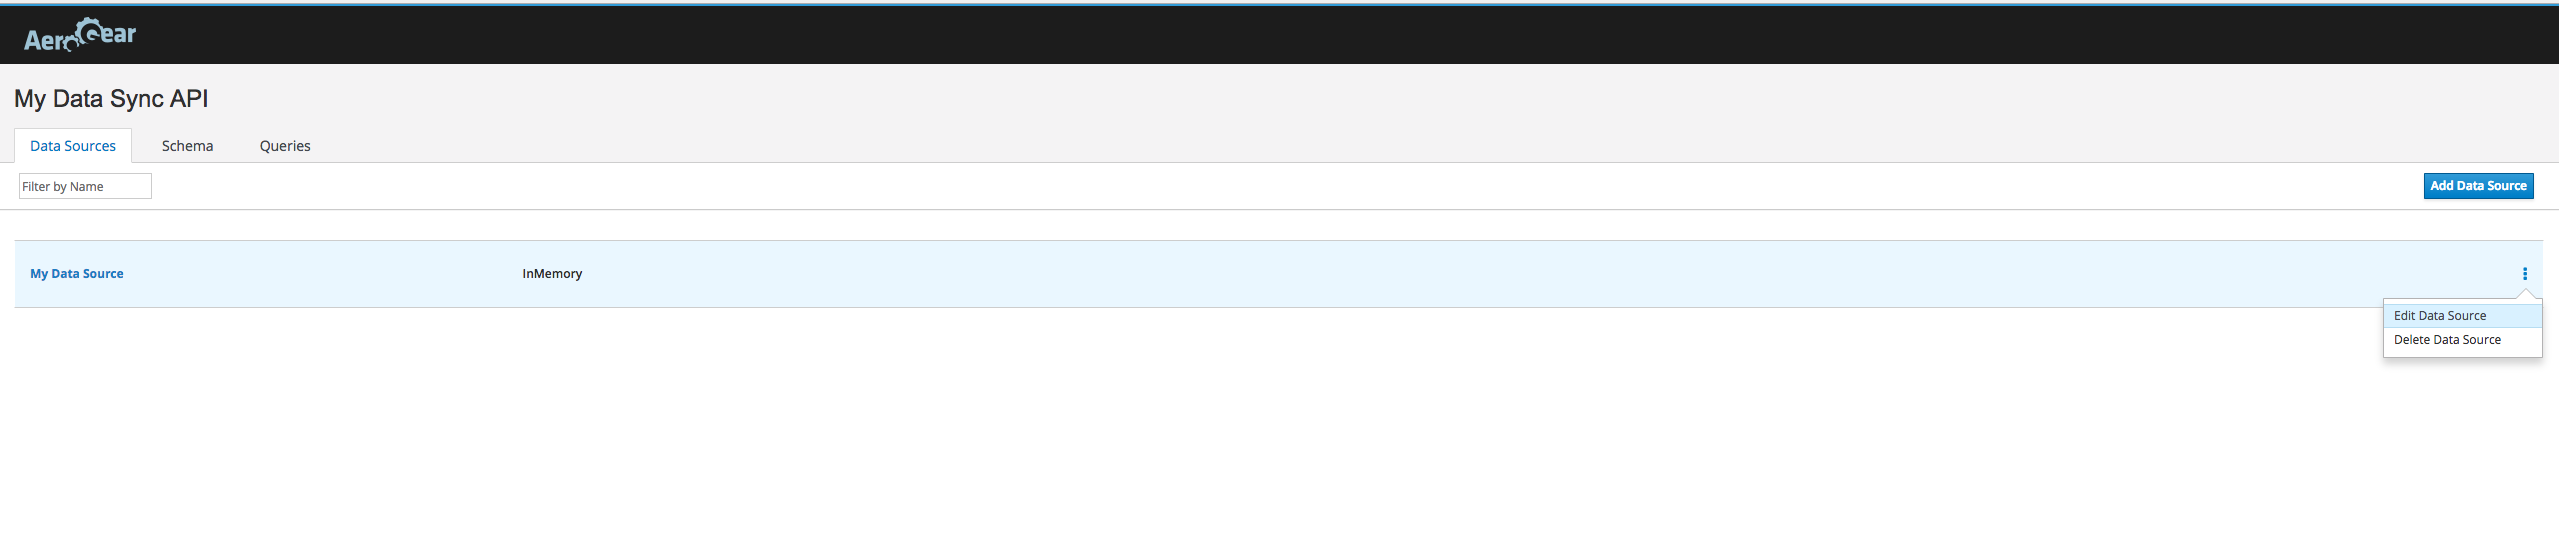 AeroGear
My Data Sync API
Data Sources Schema Queries
Filter by Name Add Data Source
My Data Source InMemory
Edit Data Source
Delete Data Source